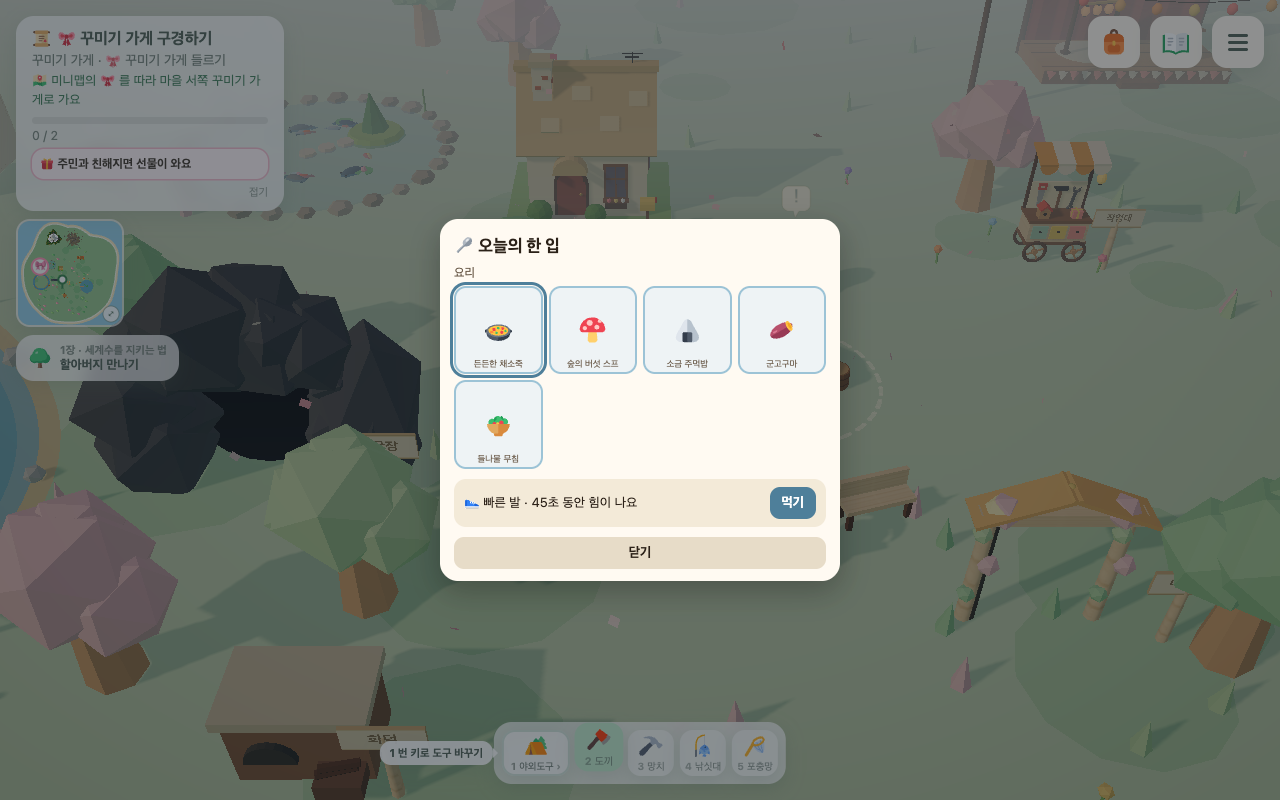 꾸미기 가게 구경하기
꾸미기 가게 · 꾸미기 가게 들르기
미니맵의 를 따라 마을 서쪽 꾸미기 가
게로 가요
0 / 2
주민과 친해지면 선물이 와요
접기
1장 · 세계수를 지키는 법
할아버지 만나기
!
작업대
오늘의 한 입
요리
든든한 채소죽
숲의 버섯 스프
소금 주먹밥
군고구마
들나물 무침
빠른 발 · 45초 동안 힘이 나요
먹기
닫기
1 번 키로 도구 바꾸기
1 야외도구 ›
2 도끼
3 망치
4 낚싯대
5 포충망